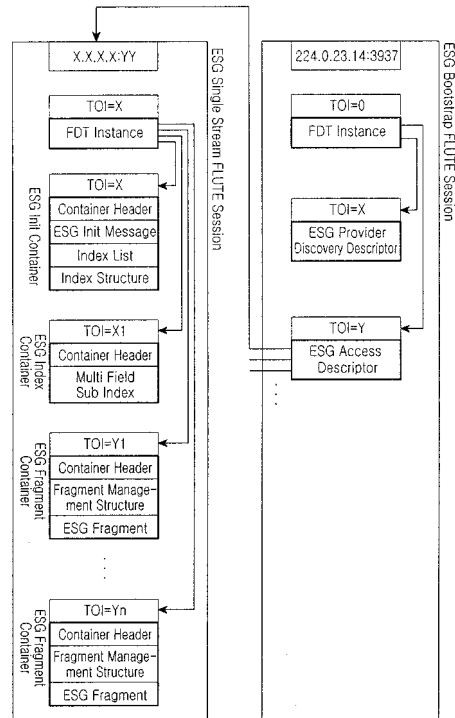 X.X.X.X:YY
TOI=X
FDT Instance
TOI=X
Container Header
ESG Init Message
Index List
Index Structure
ESG Init Container
TOI=X1
Container Header
Multi Field
Sub Index
ESG Index
Container
TOI=Y1
Container Header
Fragment Manage-
ment Structure
ESG Fragment
ESG Fragment
Container
TOI=Yn
Container Header
Fragment Manage-
ment Structure
ESG Fragment
ESG Fragment
Container
ESG Single Stream FLUTE Session
224.0.23.14:3937
TOI=0
FDT Instance
TOI=X
ESG Provider
Discovery Descriptor
TOI=Y
ESG Access
Descriptor
ESG Bootstrap FLUTE Session